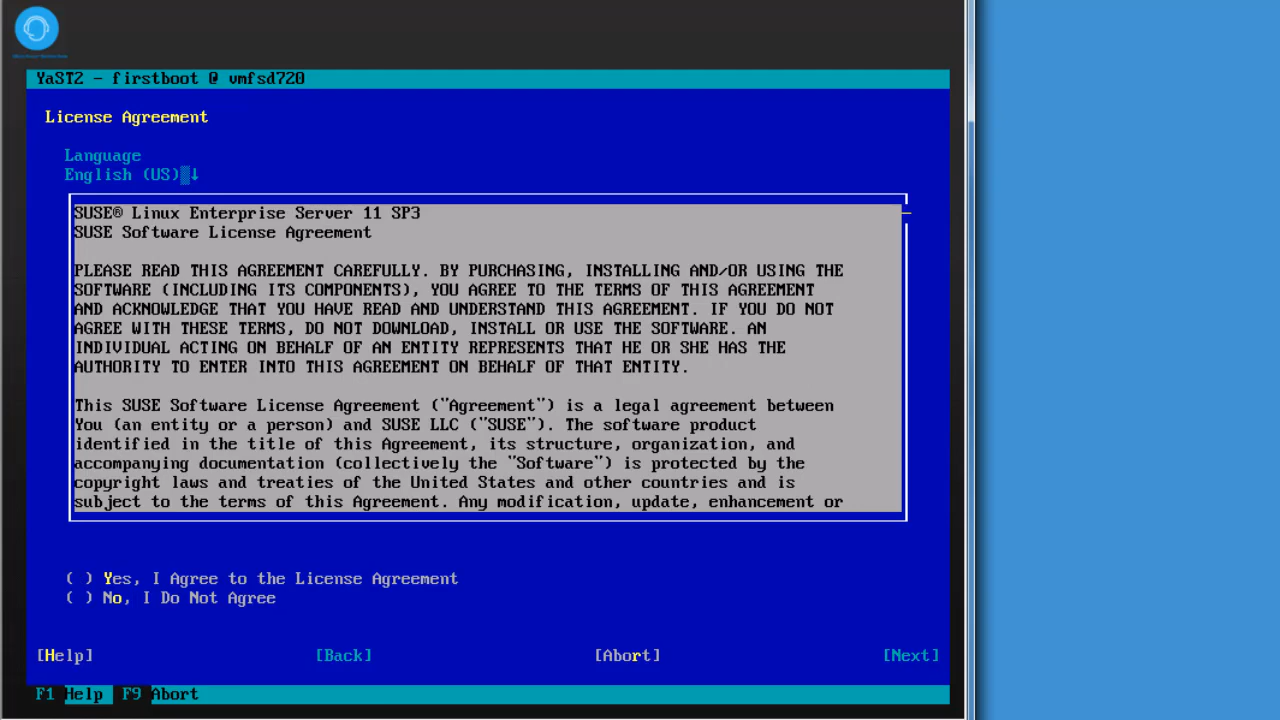 YaST2 - firstboot @ vmfsd720
License Agreement
Language
English (US)▒↓
SUSE® Linux Enterprise Server 11 SP3
SUSE Software License Agreement
PLEASE READ THIS AGREEMENT CAREFULLY. BY PURCHASING, INSTALLING AND/OR USING THE
SOFTWARE (INCLUDING ITS COMPONENTS), YOU AGREE TO THE TERMS OF THIS AGREEMENT
AND ACKNOWLEDGE THAT YOU HAVE READ AND UNDERSTAND THIS AGREEMENT. IF YOU DO NOT
AGREE WITH THESE TERMS, DO NOT DOWNLOAD, INSTALL OR USE THE SOFTWARE. AN
INDIVIDUAL ACTING ON BEHALF OF AN ENTITY REPRESENTS THAT HE OR SHE HAS THE
AUTHORITY TO ENTER INTO THIS AGREEMENT ON BEHALF OF THAT ENTITY.
This SUSE Software License Agreement ("Agreement") is a legal agreement between
You (an entity or a person) and SUSE LLC ("SUSE"). The software product
identified in the title of this Agreement, its structure, organization, and
accompanying documentation (collectively the "Software") is protected by the
copyright laws and treaties of the United States and other countries and is
subject to the terms of this Agreement. Any modification, update, enhancement or
( ) Yes, I Agree to the License Agreement
( ) No, I Do Not Agree
[Help] [Back] [Abort] [Next]
F1 Help F9 Abort